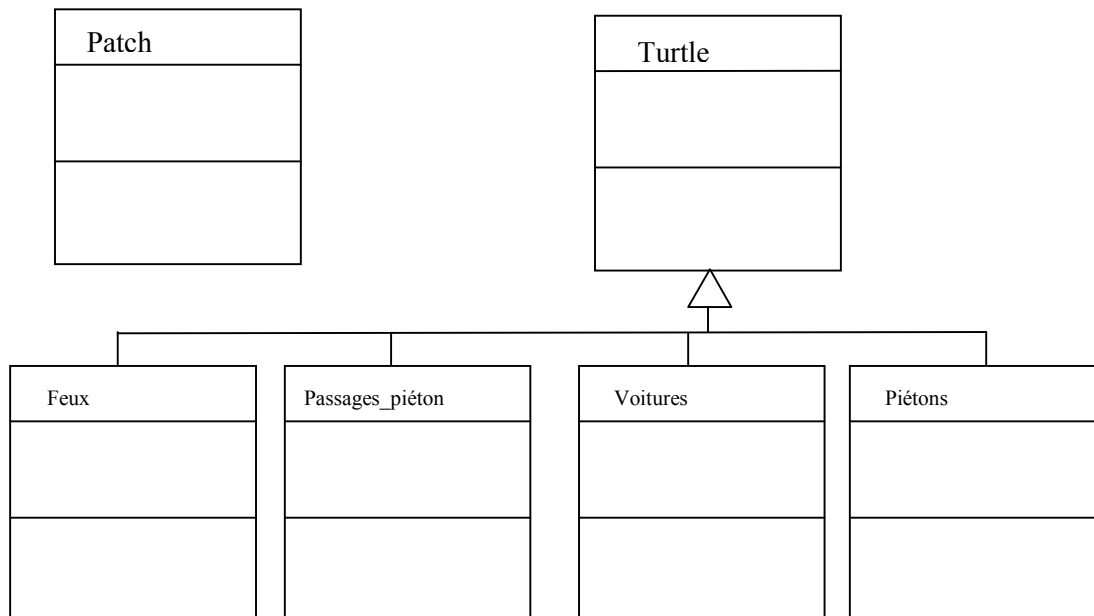 Patch
Turtle
Feux
Passages_piéton
Voitures
Piétons